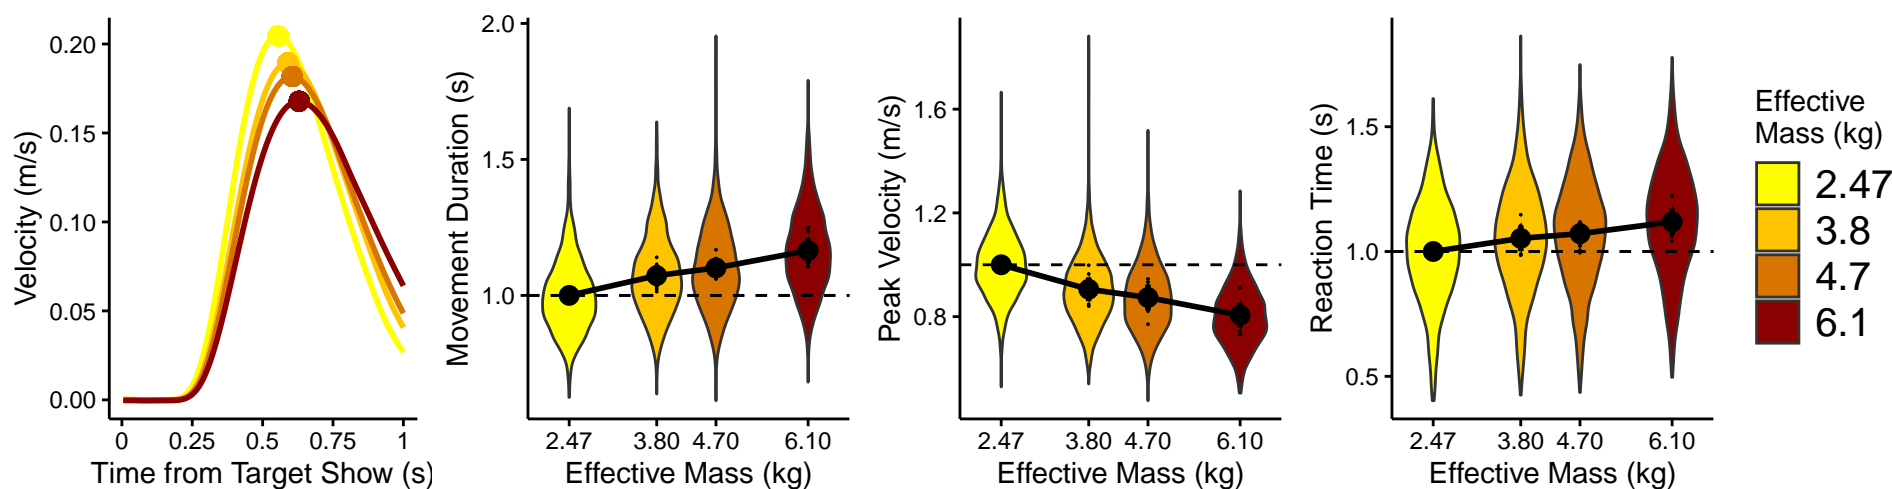 Velocity (m/s)
0.20
0.15
0.10
0.05
0.00
0 0.25 0.5 0.75 1
Time from Target Show (s)
Movement Duration (s)
2.0
1.5
1.0
2.47 3.80 4.70 6.10
Effective Mass (kg)
Peak Velocity (m/s)
1.6
1.2
0.8
2.47 3.80 4.70 6.10
Effective Mass (kg)
Reaction Time (s)
1.5
1.0
0.5
2.47 3.80 4.70 6.10
Effective Mass (kg)
Effective
Mass (kg)
2.47
3.8
4.7
6.1